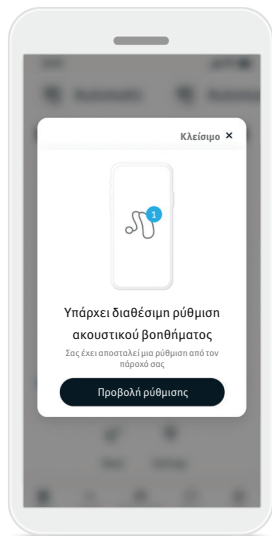 Κλείσιμο ×
1
Υπάρχει διαθέσιμη ρύθμιση
ακουστικού βοηθήματος
Σας έχει αποσταλεί μια ρύθμιση από τον
πάροχό σας
Προβολή ρύθμισης